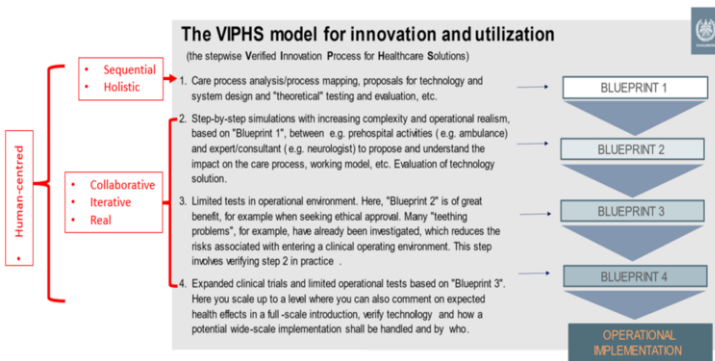 The VIPHS model for innovation and utilization
(the stepwise Verified Innovation Process for Healthcare Solutions)
• Sequential
• Holistic
• Human-centred
• Collaborative
• Iterative
• Real
1. Care process analysis/process mapping, proposals for technology and
system design and "theoretical" testing and evaluation, etc.
2. Step-by-step simulations with increasing complexity and operational realism,
based on "Blueprint 1", between e.g. prehospital activities ( e.g. ambulance)
and expert/consultant ( e.g. neurologist) to propose and understand the
impact on the care process, working model, etc. Evaluation of technology
solution.
3. Limited tests in operational environment. Here, "Blueprint 2" is of great
benefit, for example when seeking ethical approval. Many "teething
problems", for example, have already been investigated, which reduces the
risks associated with entering a clinical operating environment. This step
involves verifying step 2 in practice .
4. Expanded clinical trials and limited operational tests based on "Blueprint 3".
Here you scale up to a level where you can also comment on expected
health effects in a full -scale introduction, verify technology and how a
potential wide-scale implementation shall be handled and by who.
BLUEPRINT 1
BLUEPRINT 2
BLUEPRINT 3
BLUEPRINT 4
OPERATIONAL
IMPLEMENTATION